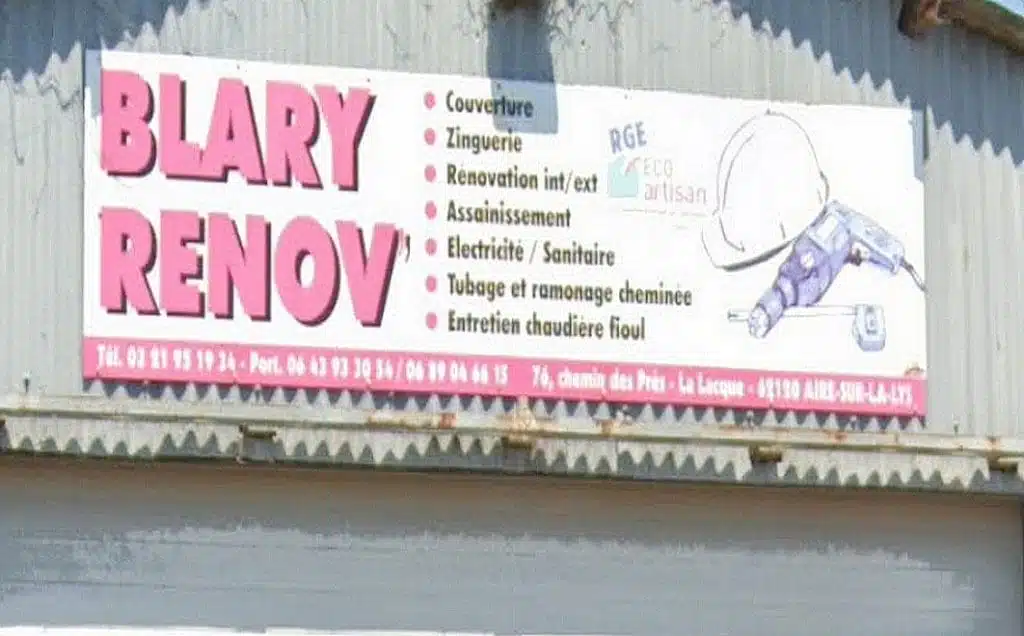 BLARY
RENOV'
Couverture
Zinguerie
Rénovation int/ext
Assainissement
Electricité / Sanitaire
Tubage et ramonage cheminée
Entretien chaudière fioul
RGE
ECO
artisan
Tél. 03 21 95 19 34 - Port. 06 43 93 30 54 / 06 89 04 66 15 76, chemin des Près - La Lacque - 62120 AIRE-SUR-LA-LYS